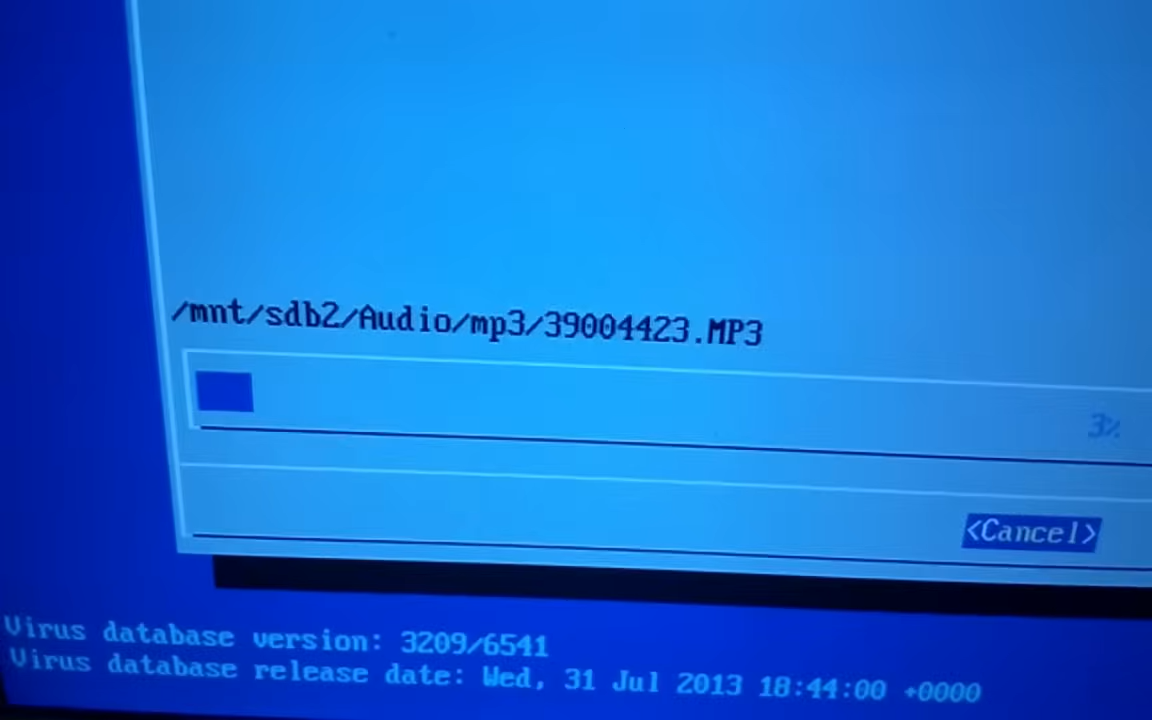 /mnt/sdb2/Audio/mp3/39004423.MP3
3%
<Cancel>
Virus database version: 3209/6541
Virus database release date: Wed, 31 Jul 2013 18:44:00 +0000